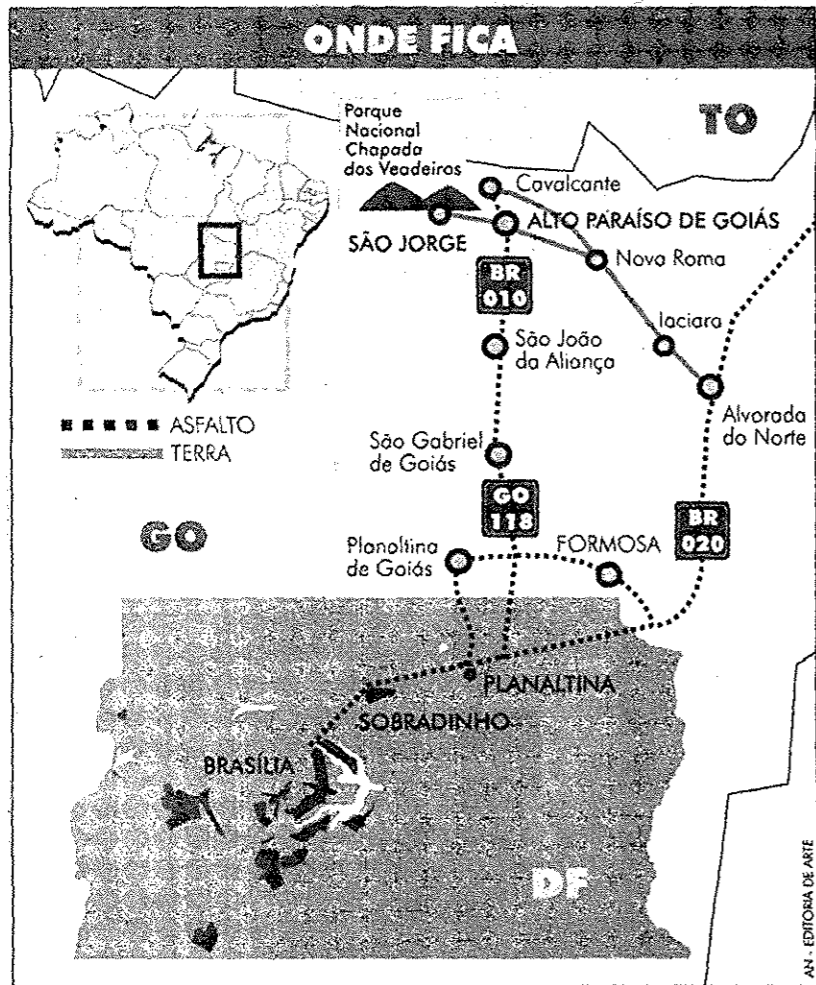 ONDE FICA
TO
Parque
Nacional
Chapada
dos Veadeiros
Cavalcante
ALTO PARAÍSO DE GOIÁS
SÃO JORGE
Nova Roma
BR
010
Iaciara
São João
da Aliança
ASFALTO
TERRA
Alvorada
do Norte
São Gabriel
de Goiás
GO
118
BR
020
GO
Planaltina
de Goiás
FORMOSA
PLANALTINA
SOBRADINHO
BRASÍLIA
DF
AN - EDITORIA DE ARTE